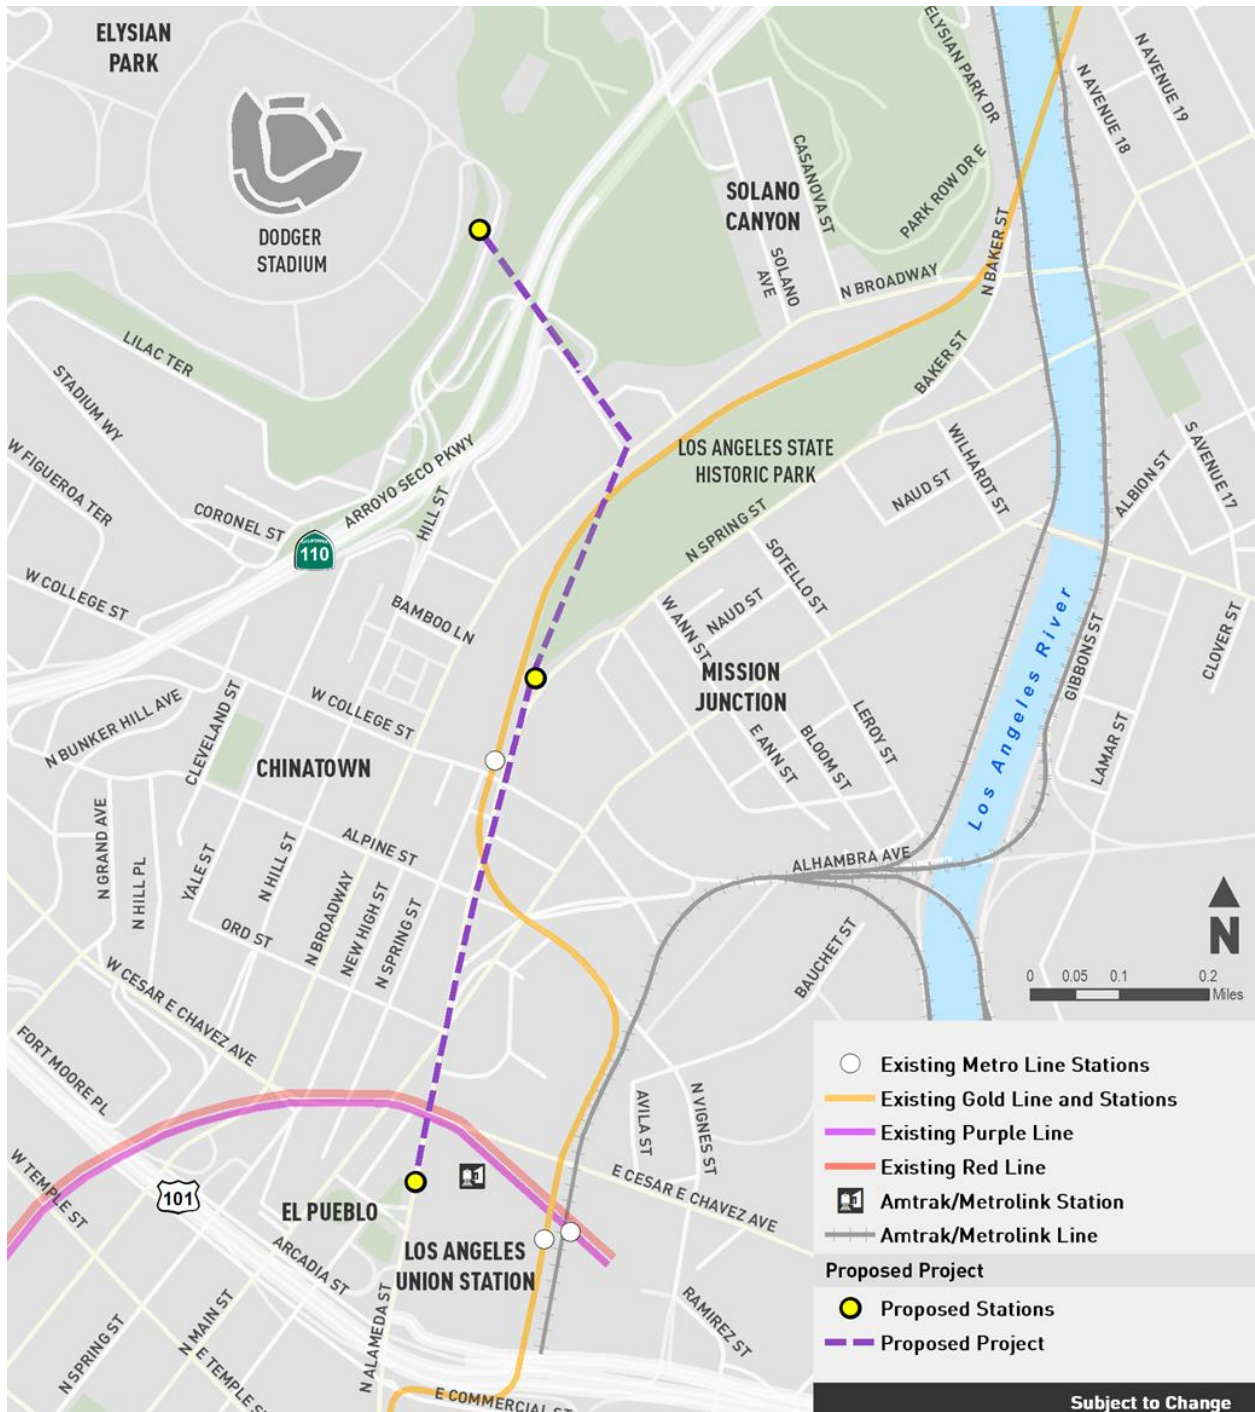 ELYSIAN
PARK
ELYSIAN PARK DR
N AVENUE 19
N AVENUE 18
DODGER
STADIUM
SOLANO
CANYON
CASANOVA ST
PARK ROW DR E
SOLANO
AVE
N BROADWAY
N BAKER ST
LILAC TER
STADIUM WY
W FIGUEROA TER
BAKER ST
LOS ANGELES STATE
HISTORIC PARK
WILHARDT ST
NAUD ST
ALBION ST
S AVENUE 17
ARROYO SECO PKWY
HILL ST
CORONEL ST
CALIFORNIA
110
N SPRING ST
SOTELLO ST
W COLLEGE ST
BAMBOO LN
W ANN ST
NAUD ST
MISSION
JUNCTION
Los Angeles River
GIBBONS ST
CLOVER ST
N BUNKER HILL AVE
CLEVELAND ST
W COLLEGE ST
CHINATOWN
E ANN ST
BLOOM ST
LEROY ST
LAMAR ST
N GRAND AVE
N HILL PL
YALE ST
N HILL ST
ALPINE ST
ALHAMBRA AVE
ORD ST
N BROADWAY
NEW HIGH ST
N SPRING ST
BAUCHET ST
N
0 0.05 0.1 0.2
Miles
W CESAR E CHAVEZ AVE
FORT MOORE PL
W TEMPLE ST
101
EL PUEBLO
ARCADIA ST
LOS ANGELES
UNION STATION
AVILA ST
N VIGNES ST
E CESAR E CHAVEZ AVE
RAMIREZ ST
N SPRING ST
N MAIN ST
E TEMPLE ST
N ALAMEDA ST
E COMMERCIAL ST
Existing Metro Line Stations
Existing Gold Line and Stations
Existing Purple Line
Existing Red Line
Amtrak/Metrolink Station
Amtrak/Metrolink Line
Proposed Project
Proposed Stations
Proposed Project
Subject to Change